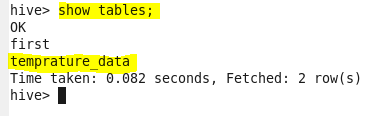 hive> show tables;
OK
first
temprature_data
Time taken: 0.082 seconds, Fetched: 2 row(s)
hive>